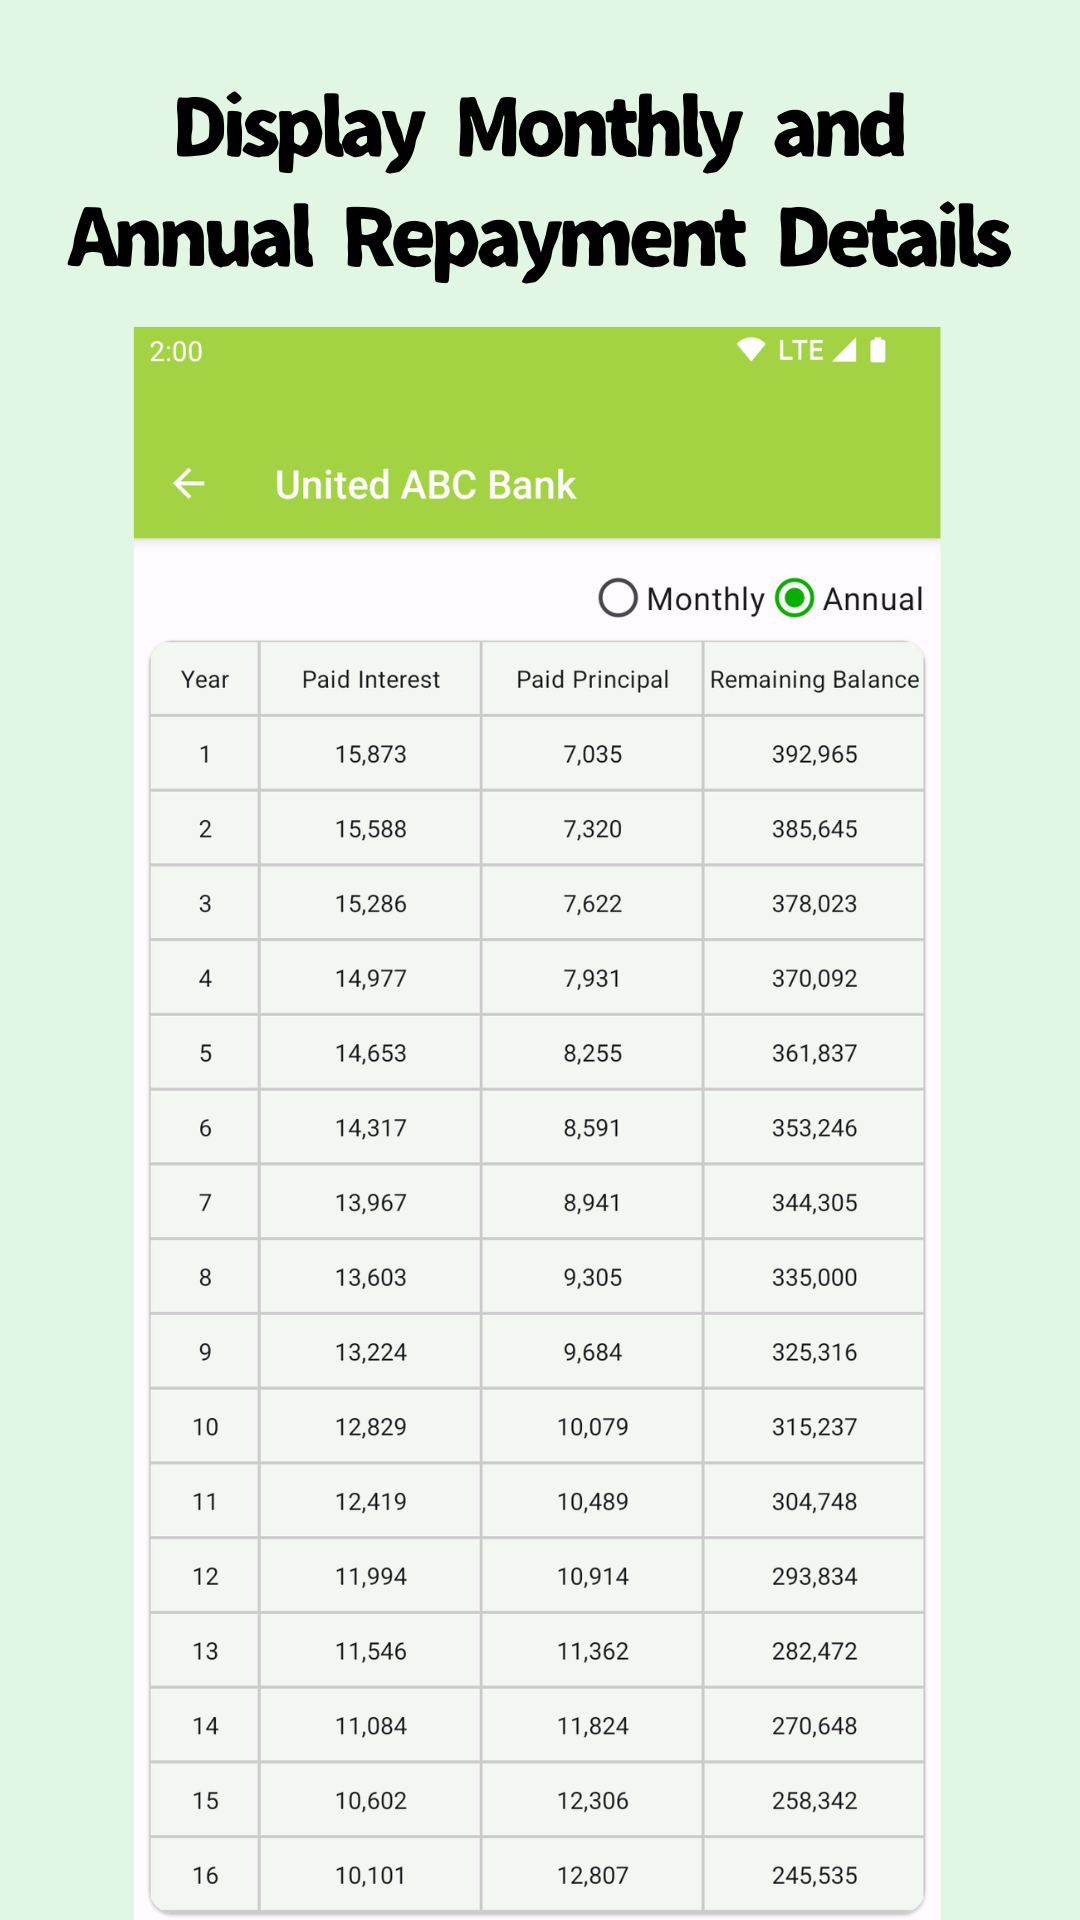 Display Monthly and
Annual Repayment Details
2:00 LTE
United ABC Bank
Monthly Annual
Year Paid Interest Paid Principal Remaining Balance
1 15,873 7,035 392,965
2 15,588 7,320 385,645
3 15,286 7,622 378,023
4 14,977 7,931 370,092
5 14,653 8,255 361,837
6 14,317 8,591 353,246
7 13,967 8,941 344,305
8 13,603 9,305 335,000
9 13,224 9,684 325,316
10 12,829 10,079 315,237
11 12,419 10,489 304,748
12 11,994 10,914 293,834
13 11,546 11,362 282,472
14 11,084 11,824 270,648
15 10,602 12,306 258,342
16 10,101 12,807 245,535